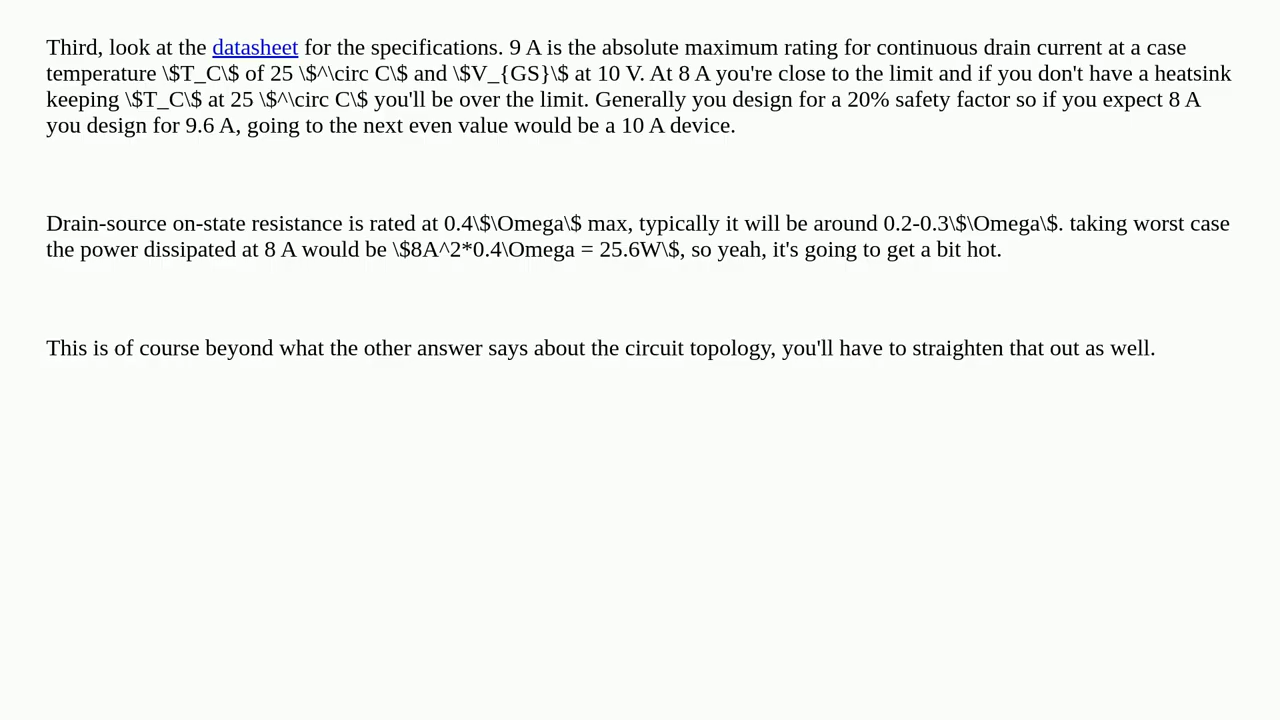 Third, look at the datasheet for the specifications. 9 A is the absolute maximum rating for continuous drain current at a case
temperature \$T_C\$ of 25 \$^\circ C\$ and \$V_{GS}\$ at 10 V. At 8 A you're close to the limit and if you don't have a heatsink
keeping \$T_C\$ at 25 \$^\circ C\$ you'll be over the limit. Generally you design for a 20% safety factor so if you expect 8 A
you design for 9.6 A, going to the next even value would be a 10 A device.
Drain-source on-state resistance is rated at 0.4\$\Omega\$ max, typically it will be around 0.2-0.3\$\Omega\$. taking worst case
the power dissipated at 8 A would be \$8A^2*0.4\Omega = 25.6W\$, so yeah, it's going to get a bit hot.
This is of course beyond what the other answer says about the circuit topology, you'll have to straighten that out as well.